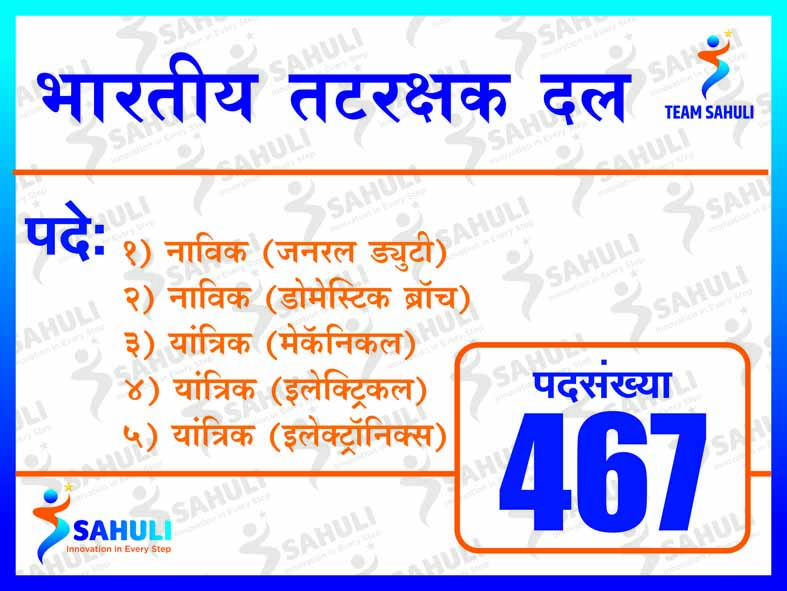 भारतीय तटरक्षक दल
TEAM SAHULI
पदे:
१) नाविक (जनरल ड्युटी)
२) नाविक (डोमेस्टिक ब्रॉच)
३) यांत्रिक (मेकॅनिकल)
४) यांत्रिक (इलेक्ट्रिकल)
५) यांत्रिक (इलेक्ट्रॉनिक्स)
पदसंख्या
467
SAHULI
Innovation in Every Step